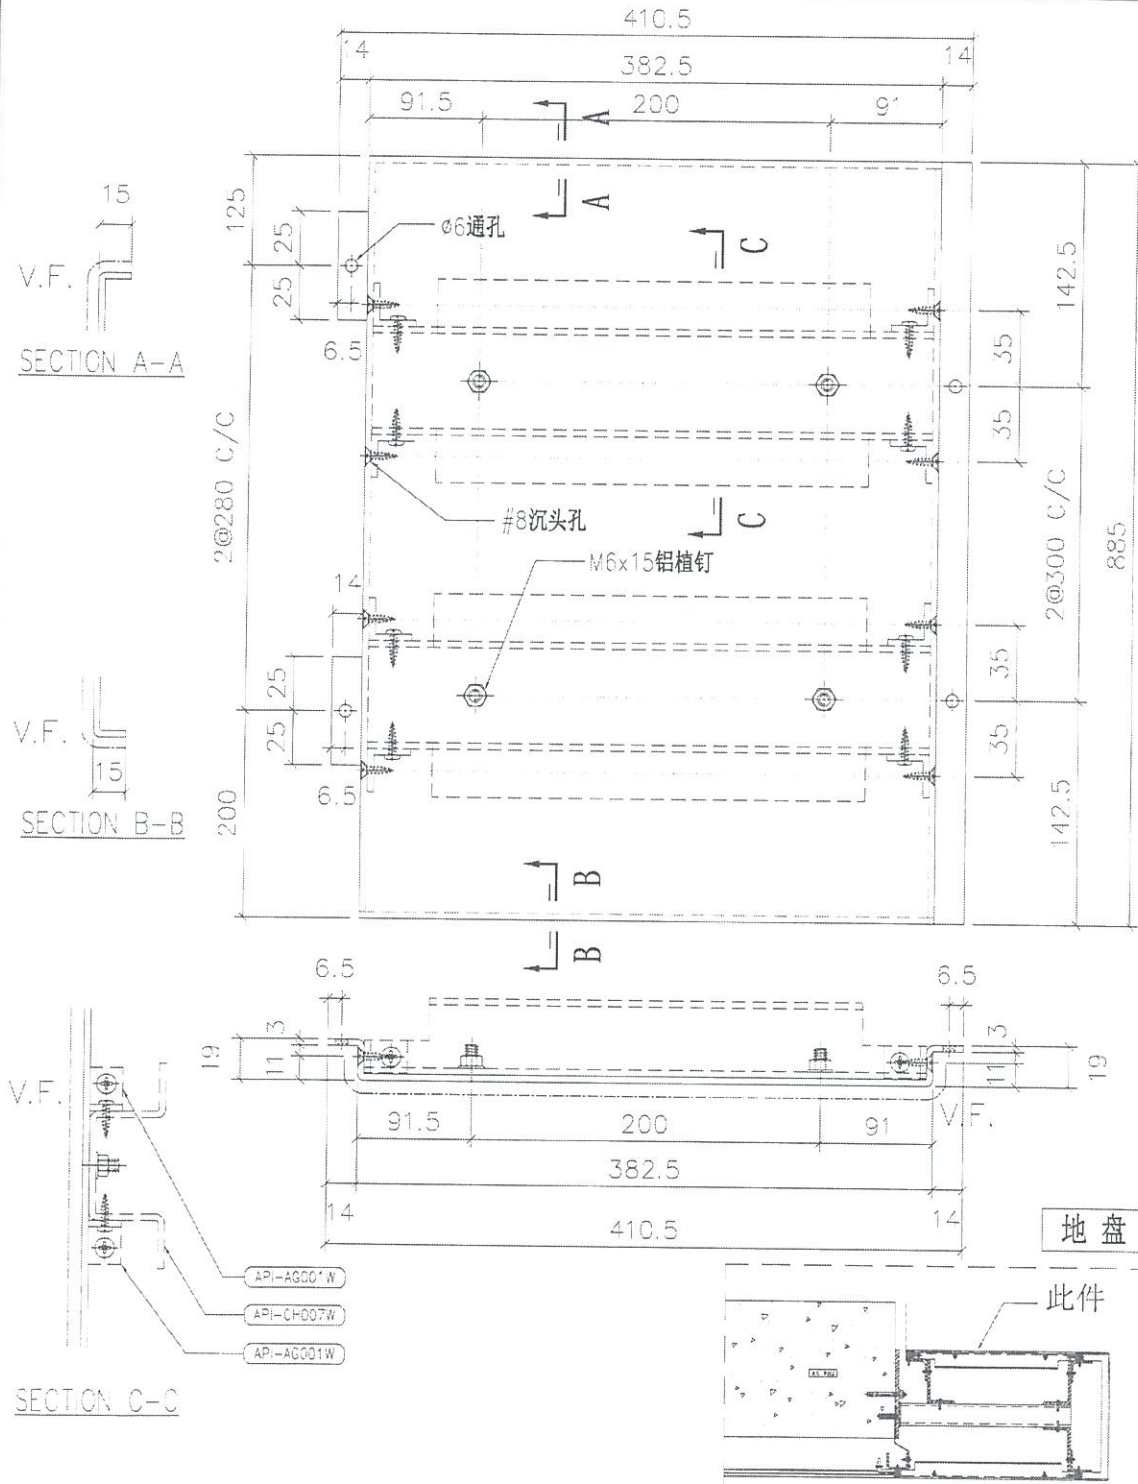 410.5
14
382.5
14
91.5
200
91
A
A
15
V.F.
SECTION A-A
125
25
25
ø6通孔
C
142.5
6.5
35
35
2@280 C/C
#8沉头孔
C
M6x15铝植钉
2@300 C/C
885
14
25
25
35
35
V.F.
15
SECTION B-B
6.5
200
142.5
B
B
6.5
6.5
19
3
11
3
11
19
V.F.
91.5
200
91
V.F.
382.5
14
410.5
14
地盘
API-AG001W
API-CH007W
API-AG001W
此件
SECTION C-C